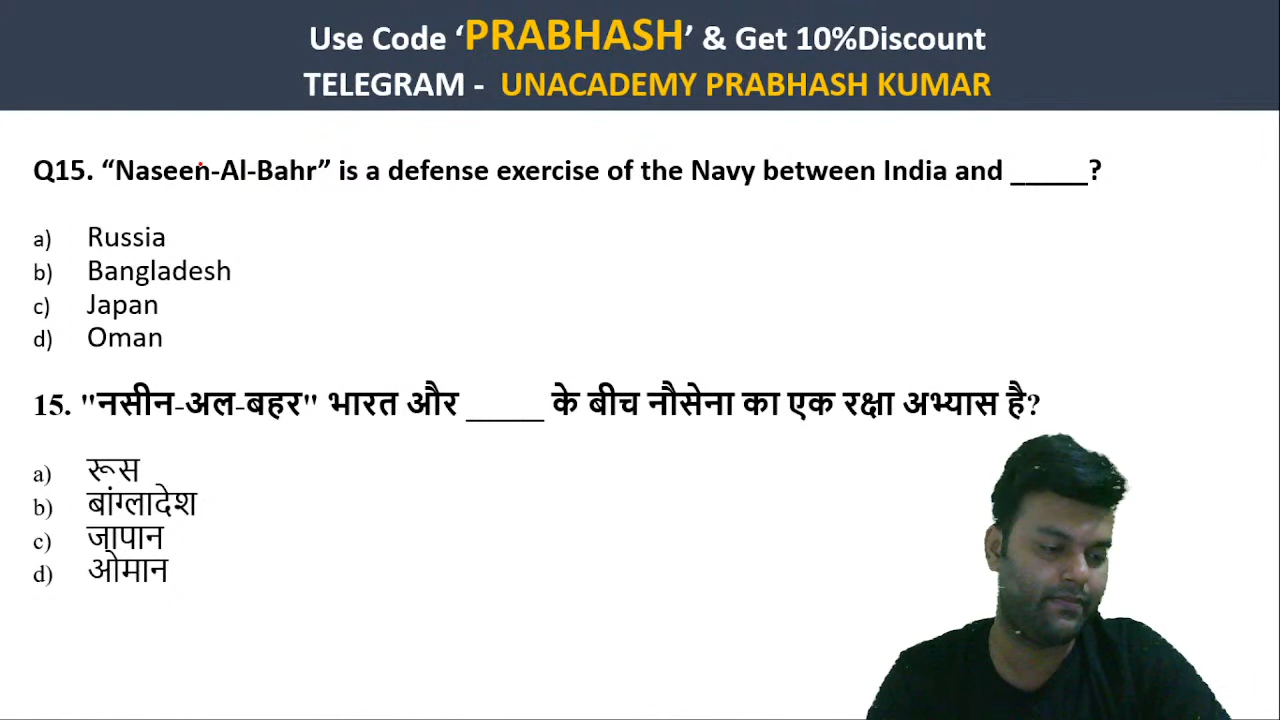 Use Code ‘PRABHASH’ & Get 10%Discount
TELEGRAM - UNACADEMY PRABHASH KUMAR
Q15. “Naseen-Al-Bahr” is a defense exercise of the Navy between India and _____?
a) Russia
b) Bangladesh
c) Japan
d) Oman
15. "नसीन-अल-बहर" भारत और _____ के बीच नौसेना का एक रक्षा अभ्यास है?
a) रूस
b) बांग्लादेश
c) जापान
d) ओमान